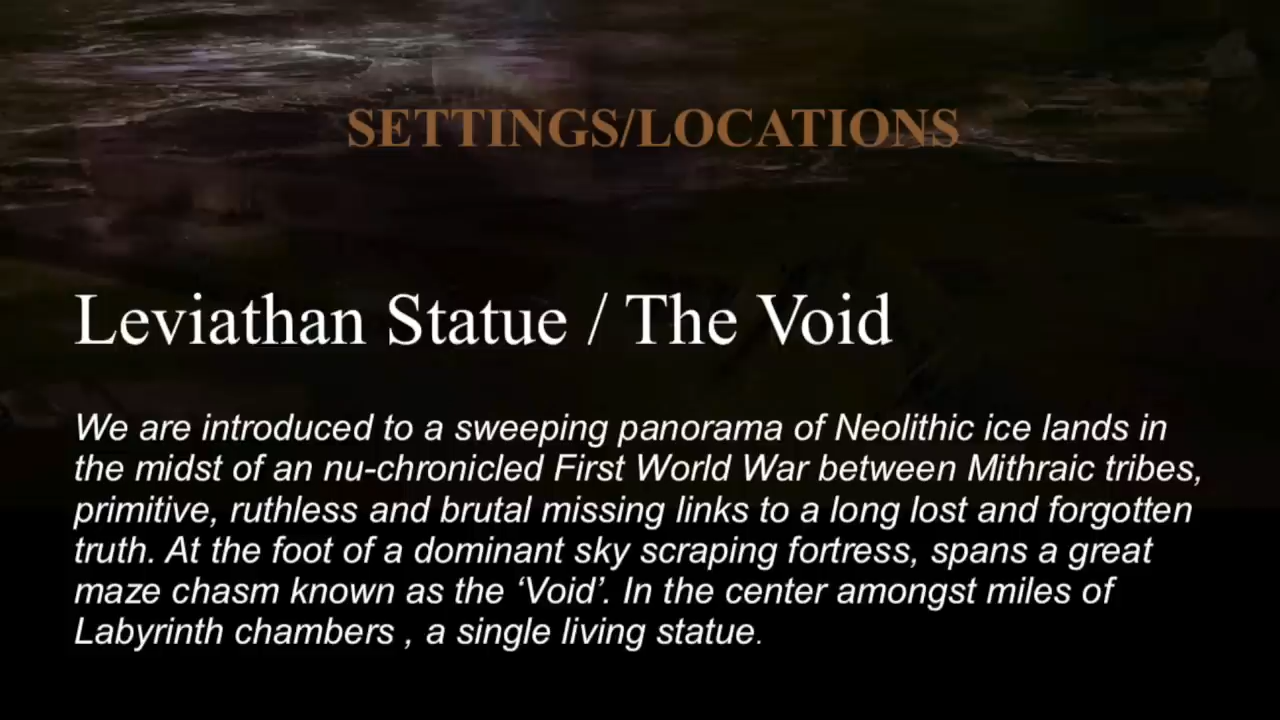 SETTINGS/LOCATIONS
Leviathan Statue / The Void
We are introduced to a sweeping panorama of Neolithic ice lands in
the midst of an nu-chronicled First World War between Mithraic tribes,
primitive, ruthless and brutal missing links to a long lost and forgotten
truth. At the foot of a dominant sky scraping fortress, spans a great
maze chasm known as the ‘Void’. In the center amongst miles of
Labyrinth chambers , a single living statue.